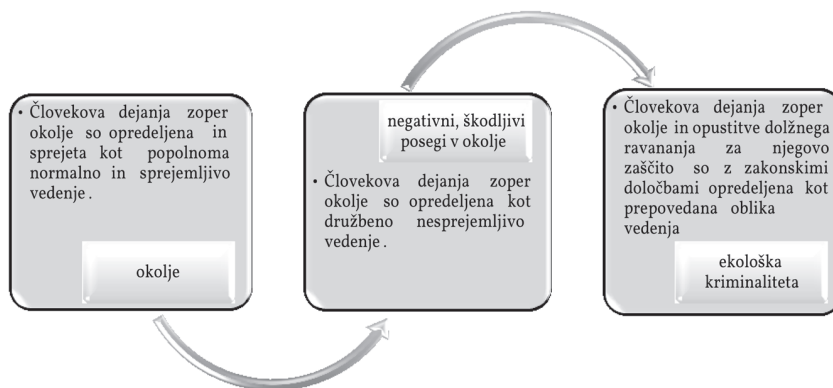 • Človekova dejanja zoper
okolje so opredeljena in
sprejeta kot popolnoma
normalno in sprejemljivo
vedenje .
okolje
negativni, škodljivi
posegi v okolje
• Človekova dejanja zoper
okolje so opredeljena kot
družbeno nesprejemljivo
vedenje .
• Človekova dejanja zoper
okolje in opustitve dolžnega
ravananja za njegovo
zaščito so z zakonskimi
določbami opredeljena kot
prepovedana oblika
vedenja
ekološka
kriminaliteta